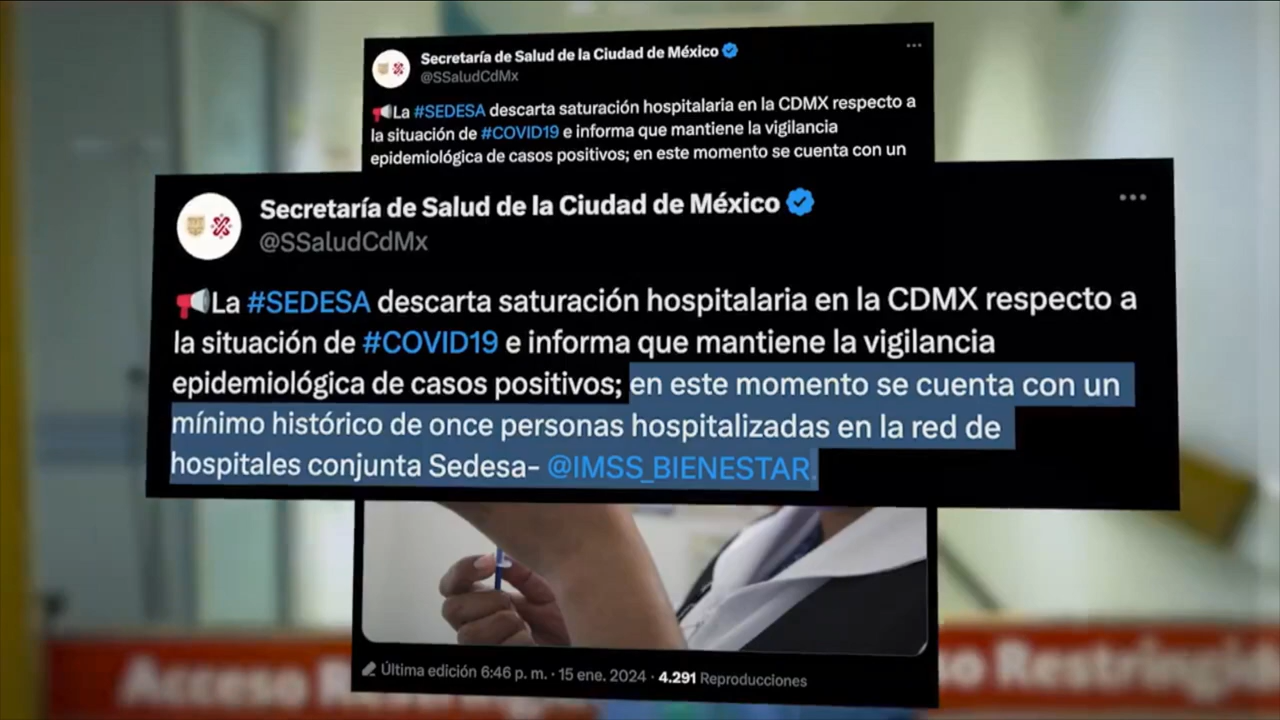 Secretaría de Salud de la Ciudad de México
@SSaludCdMx
📢La #SEDESA descarta saturación hospitalaria en la CDMX respecto a
la situación de #COVID19 e informa que mantiene la vigilancia
epidemiológica de casos positivos; en este momento se cuenta con un
Secretaría de Salud de la Ciudad de México
@SSaludCdMx
📢La #SEDESA descarta saturación hospitalaria en la CDMX respecto a
la situación de #COVID19 e informa que mantiene la vigilancia
epidemiológica de casos positivos; en este momento se cuenta con un
mínimo histórico de once personas hospitalizadas en la red de
hospitales conjunta Sedesa- @IMSS_BIENESTAR.
Última edición 6:46 p. m. · 15 ene. 2024 · 4.291 Reproducciones
Acceso
Restringid